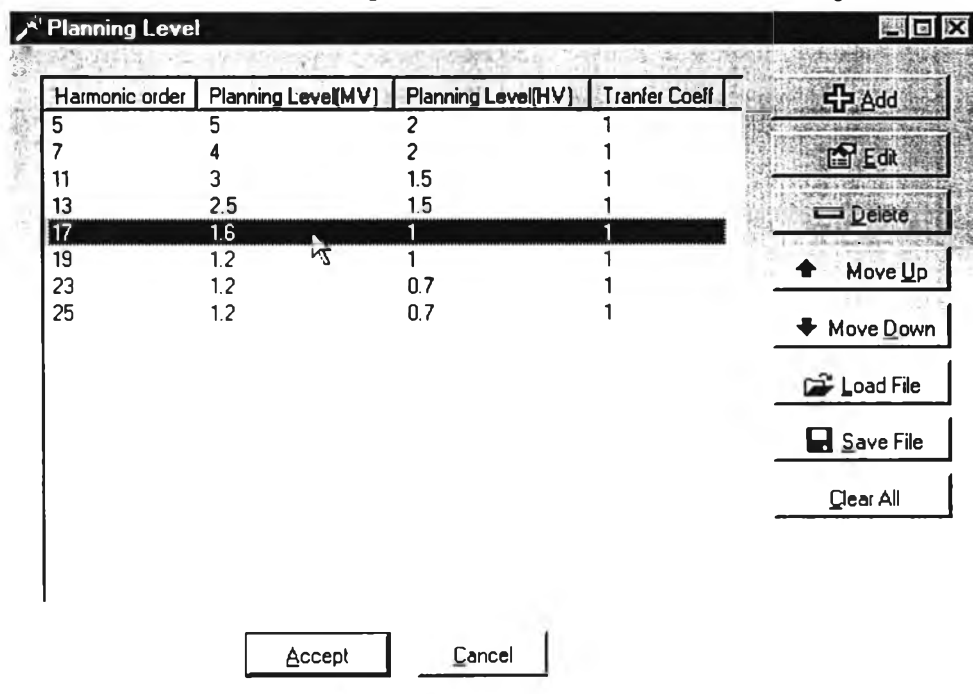 Planning Level
Harmonic order Planning Level(MV) Planning Level(HV) Tranfer Coeff
5 5 2 1
7 4 2 1
11 3 1.5 1
13 2.5 1.5 1
17 1.6 1 1
19 1.2 1 1
23 1.2 0.7 1
25 1.2 0.7 1
Add
Edit
Delete
Move Up
Move Down
Load File
Save File
Clear All
Accept Cancel